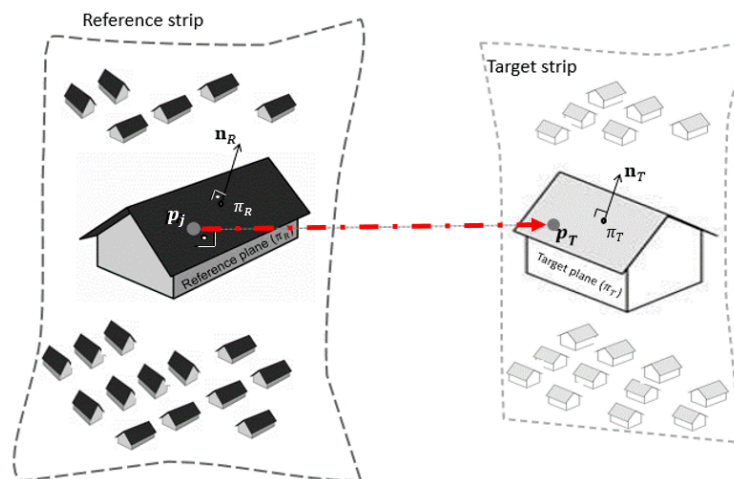 Reference strip
Target strip
n_R
n_T
π_R
p_j
π_T
p_T
Reference plane (π_R)
Target plane (π_T)